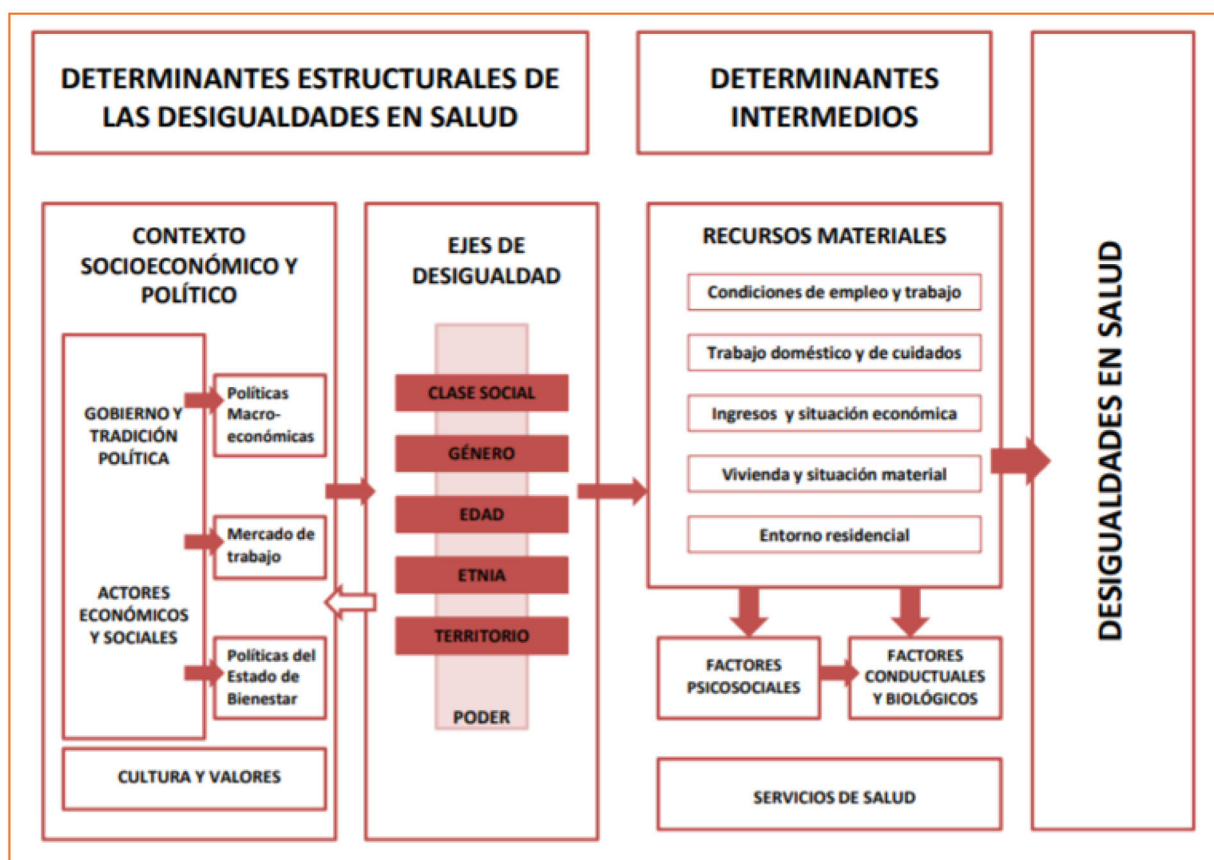 DETERMINANTES ESTRUCTURALES DE
LAS DESIGUALDADES EN SALUD
DETERMINANTES
INTERMEDIOS
CONTEXTO
SOCIOECONÓMICO Y
POLÍTICO
GOBIERNO Y
TRADICIÓN
POLÍTICA
ACTORES
ECONÓMICOS
Y SOCIALES
Políticas
Macro-
económicas
Mercado de
trabajo
Políticas del
Estado de
Bienestar
CULTURA Y VALORES
EJES DE
DESIGUALDAD
CLASE SOCIAL
GÉNERO
EDAD
ETNIA
TERRITORIO
PODER
RECURSOS MATERIALES
Condiciones de empleo y trabajo
Trabajo doméstico y de cuidados
Ingresos y situación económica
Vivienda y situación material
Entorno residencial
FACTORES
PSICOSOCIALES
FACTORES
CONDUCTUALES
Y BIOLÓGICOS
SERVICIOS DE SALUD
DESIGUALDADES EN SALUD